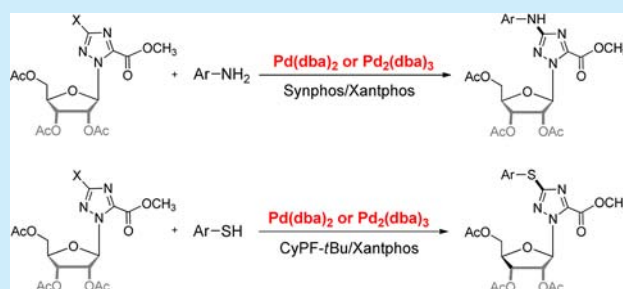 X
N N OCH₃
N O
AcO
O
AcO OAc
+ Ar-NH₂
Pd(dba)₂ or Pd₂(dba)₃
Synphos/Xantphos
Ar-NH
N N OCH₃
N O
AcO
O
AcO OAc
X
N N OCH₃
N O
AcO
O
AcO OAc
+ Ar-SH
Pd(dba)₂ or Pd₂(dba)₃
CyPF-tBu/Xantphos
Ar-S
N N OCH₃
N O
AcO
O
AcO OAc